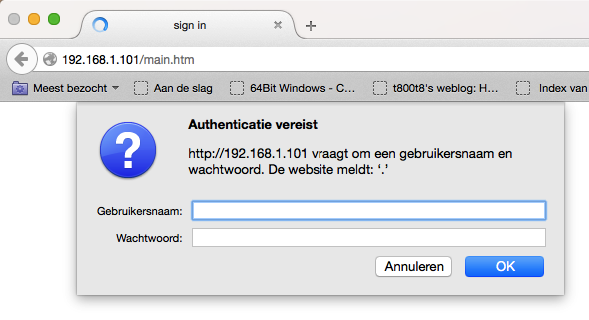 sign in
192.168.1.101/main.htm
Meest bezocht Aan de slag 64Bit Windows - C... t800t8's weblog: H... Index van
?
Authenticatie vereist
http://192.168.1.101 vraagt om een gebruikersnaam en
wachtwoord. De website meldt: ‘.’
Gebruikersnaam:
Wachtwoord:
Annuleren OK